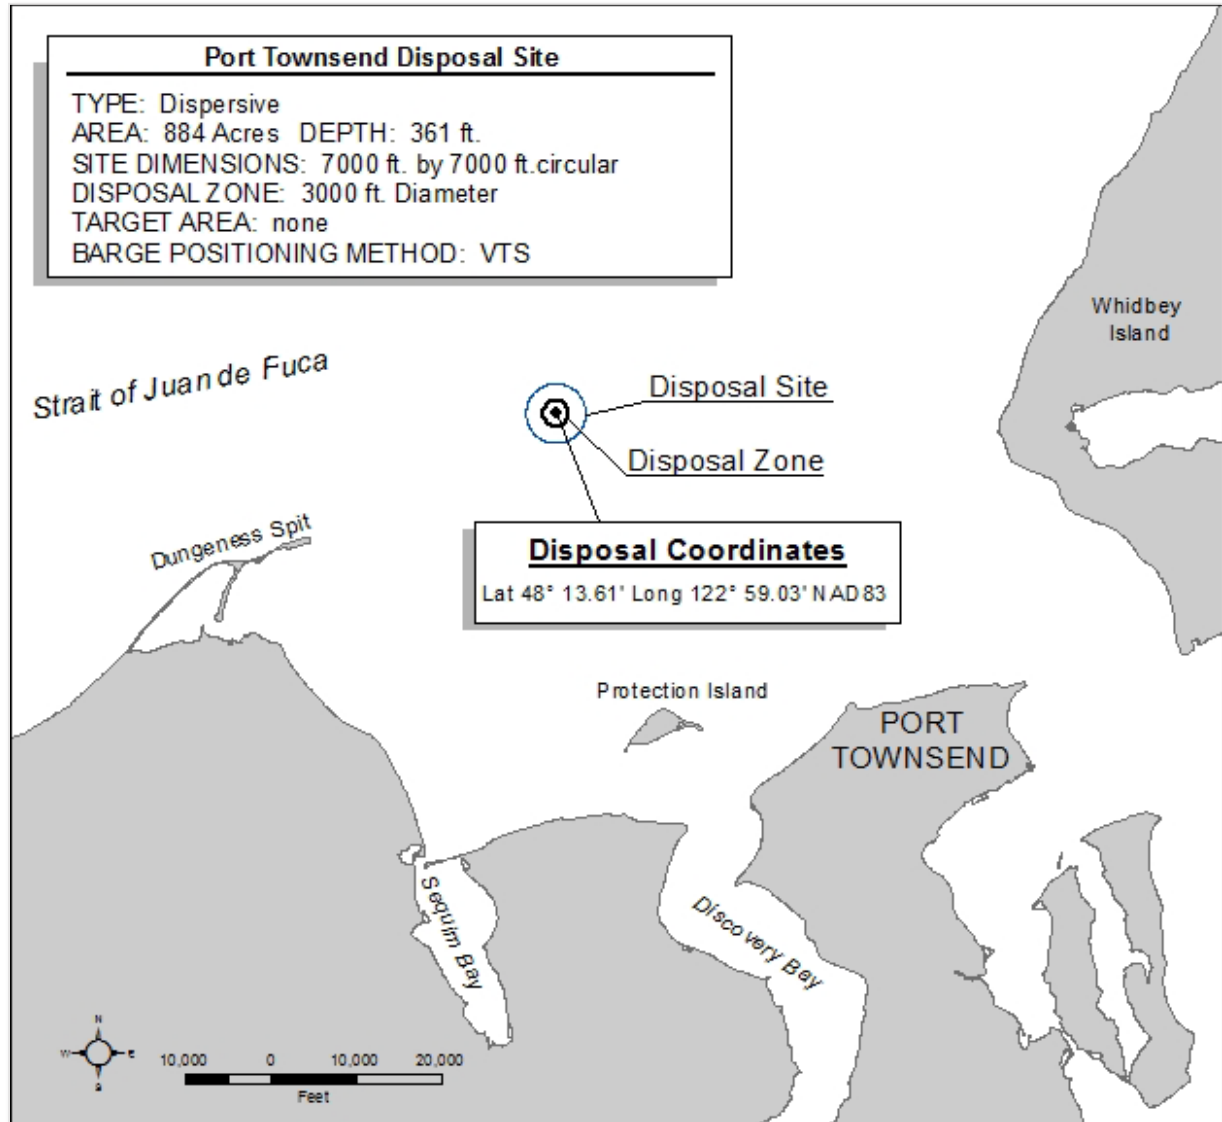 Port Townsend Disposal Site
TYPE: Dispersive
AREA: 884 Acres DEPTH: 361 ft.
SITE DIMENSIONS: 7000 ft. by 7000 ft.circular
DISPOSAL ZONE: 3000 ft. Diameter
TARGET AREA: none
BARGE POSITIONING METHOD: VTS
Whidbey
Island
Strait of Juan de Fuca
Disposal Site
Disposal Zone
Dungeness Spit
Disposal Coordinates
Lat 48° 13.61' Long 122° 59.03' NAD83
Protection Island
PORT
TOWNSEND
Sequim Bay
Discovery Bay
N
W E
S
10,000 0 10,000 20,000
Feet